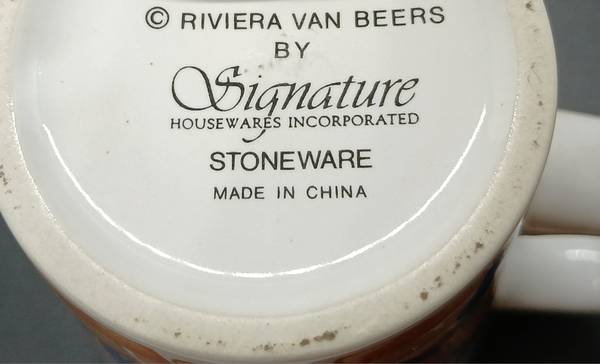 © RIVIERA VAN BEERS
BY
Signature
HOUSEWARES INCORPORATED
STONEWARE
MADE IN CHINA